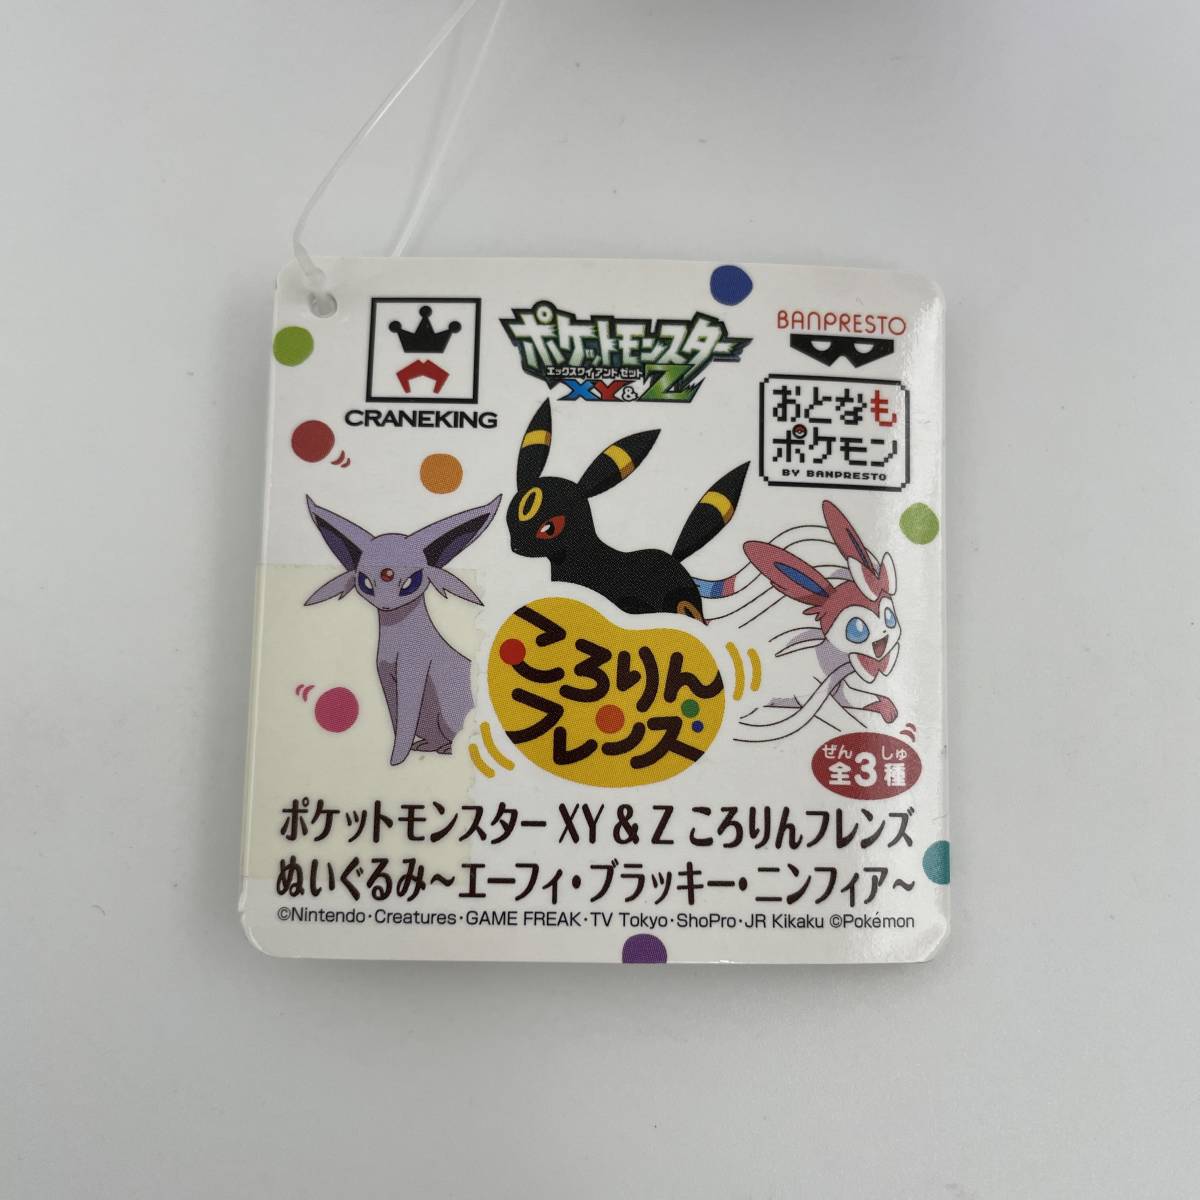 CRANEKING
ポケットモンスター
エックスワイ アンド ゼット
XY&Z
BANPRESTO
おとなも
ポケモン
BY BANPRESTO
ころりん
フレンズ
ぜん しゅ
全3種
ポケットモンスター XY & Z ころりんフレンズ
ぬいぐるみ～エーフィ・ブラッキー・ニンフィア～
©Nintendo・Creatures・GAME FREAK・TV Tokyo・ShoPro・JR Kikaku ©Pokémon